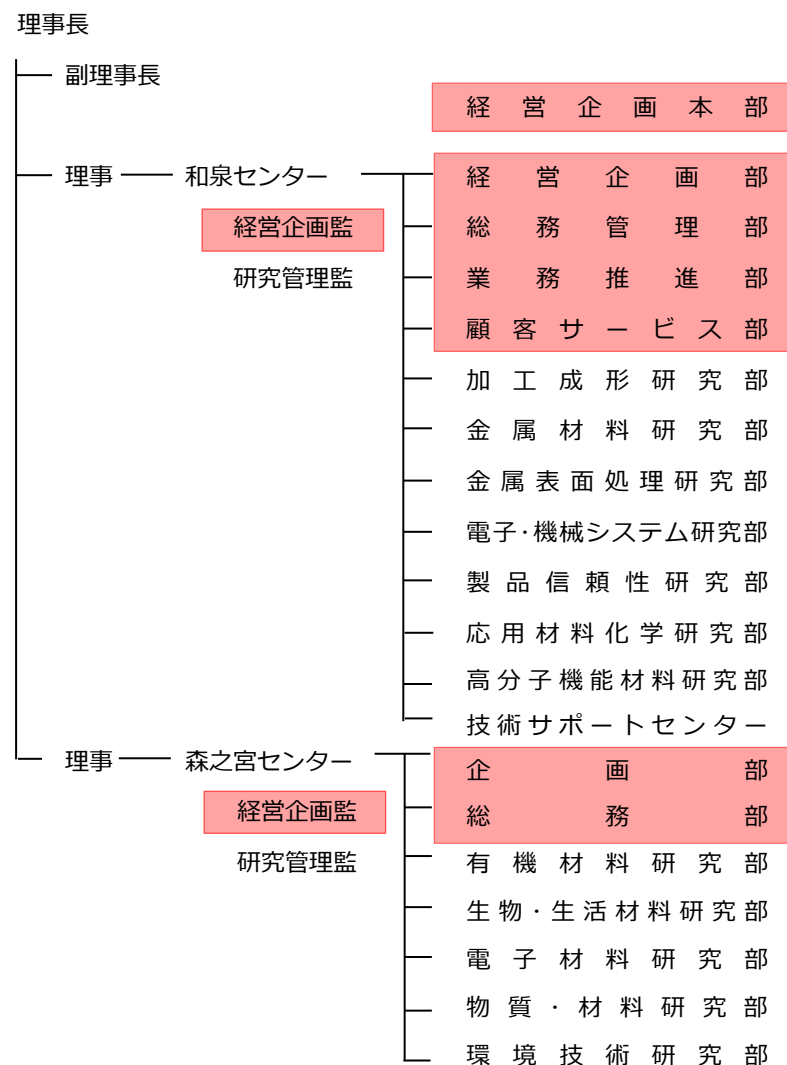 理事長
副理事長
経営企画本部
理事 和泉センター 経営企画部
経営企画監 総務管理部
研究管理監 業務推進部
顧客サービス部
加工成形研究部
金属材料研究部
金属表面処理研究部
電子・機械システム研究部
製品信頼性研究部
応用材料化学研究部
高分子機能材料研究部
技術サポートセンター
理事 森之宮センター 企画部
経営企画監 総務部
研究管理監 有機材料研究部
生物・生活材料研究部
電子材料研究部
物質・材料研究部
環境技術研究部